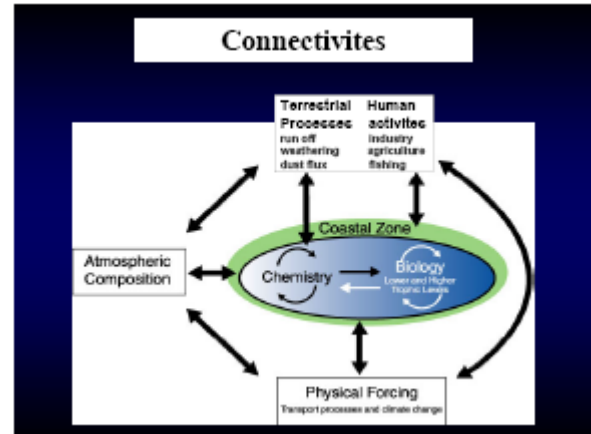 Connectivites
Terrestrial Processes
run off
weathering
dust flux
Human activites
industry
agriculture
fishing
Coastal Zone
Atmospheric
Composition
Chemistry
Biology
Lower and Higher
Trophic Levels
Physical Forcing
Transport processes and climate change